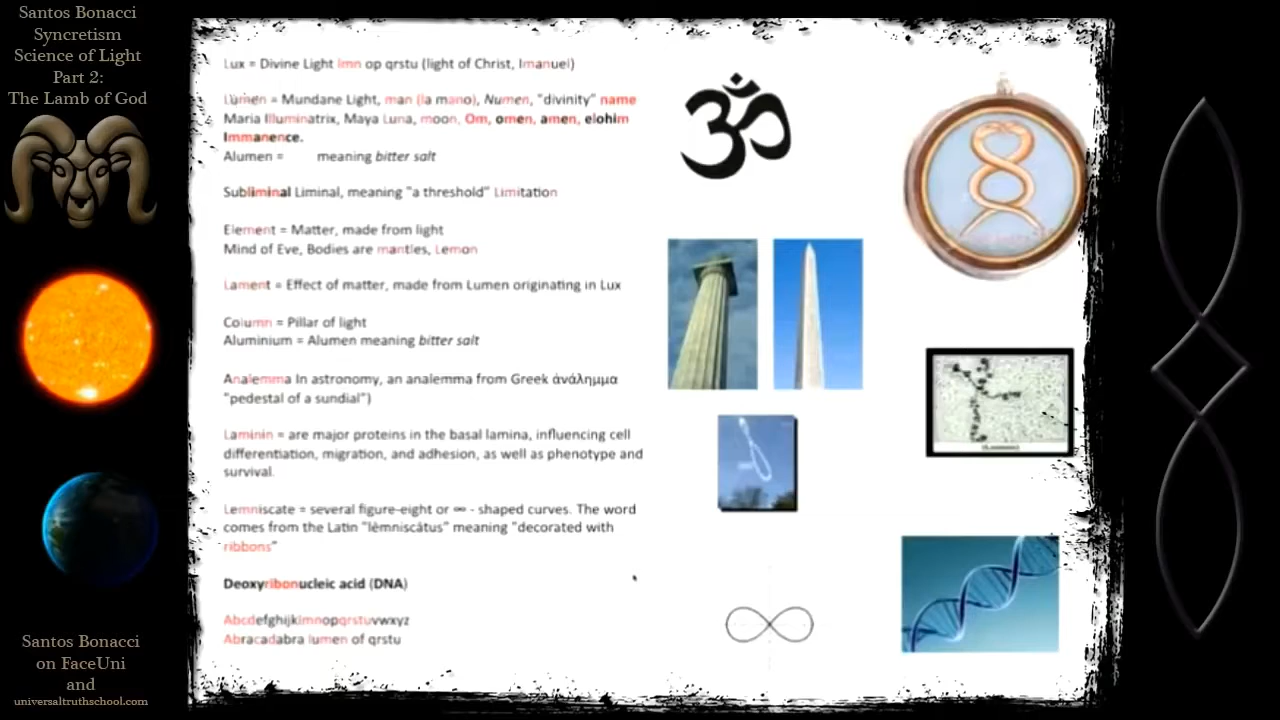 Santos Bonacci
Syncretism
Science of Light
Part 2:
The Lamb of God
Lux = Divine Light lmn op qrstu (light of Christ, Imanuel)
Lumen = Mundane Light, man (la mano), Numen, "divinity" name
Maria Illuminatrix, Maya Luna, moon, Om, omen, amen, elohim
Immanence.
Alumen = meaning bitter salt
Subliminal Liminal, meaning "a threshold" Limitation
Element = Matter, made from light
Mind of Eve, Bodies are mantles, Lemon
Lament = Effect of matter, made from Lumen originating in Lux
Column = Pillar of light
Aluminium = Alumen meaning bitter salt
Analemma In astronomy, an analemma from Greek ἀνάλημμα
"pedestal of a sundial")
Laminin = are major proteins in the basal lamina, influencing cell
differentiation, migration, and adhesion, as well as phenotype and
survival.
Lemniscate = several figure-eight or ∞ - shaped curves. The word
comes from the Latin "lēmniscātus" meaning "decorated with
ribbons"
Deoxyribonucleic acid (DNA)
Abcdefghijklmnopqrstuvwxyz
Abracadabra lumen of qrstu
Santos Bonacci
on FaceUni
and
universaltruthschool.com